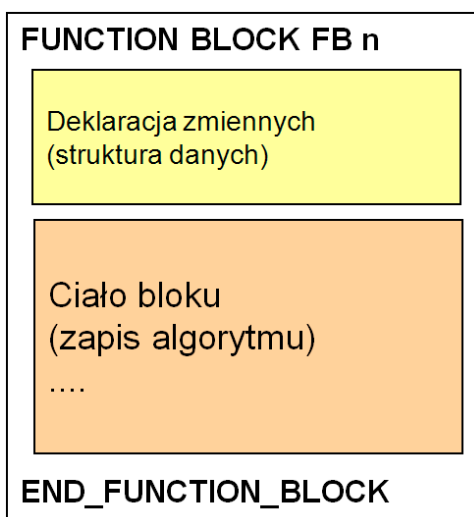 FUNCTION BLOCK FB n
Deklaracja zmiennych
(struktura danych)
Ciało bloku
(zapis algorytmu)
....
END_FUNCTION_BLOCK